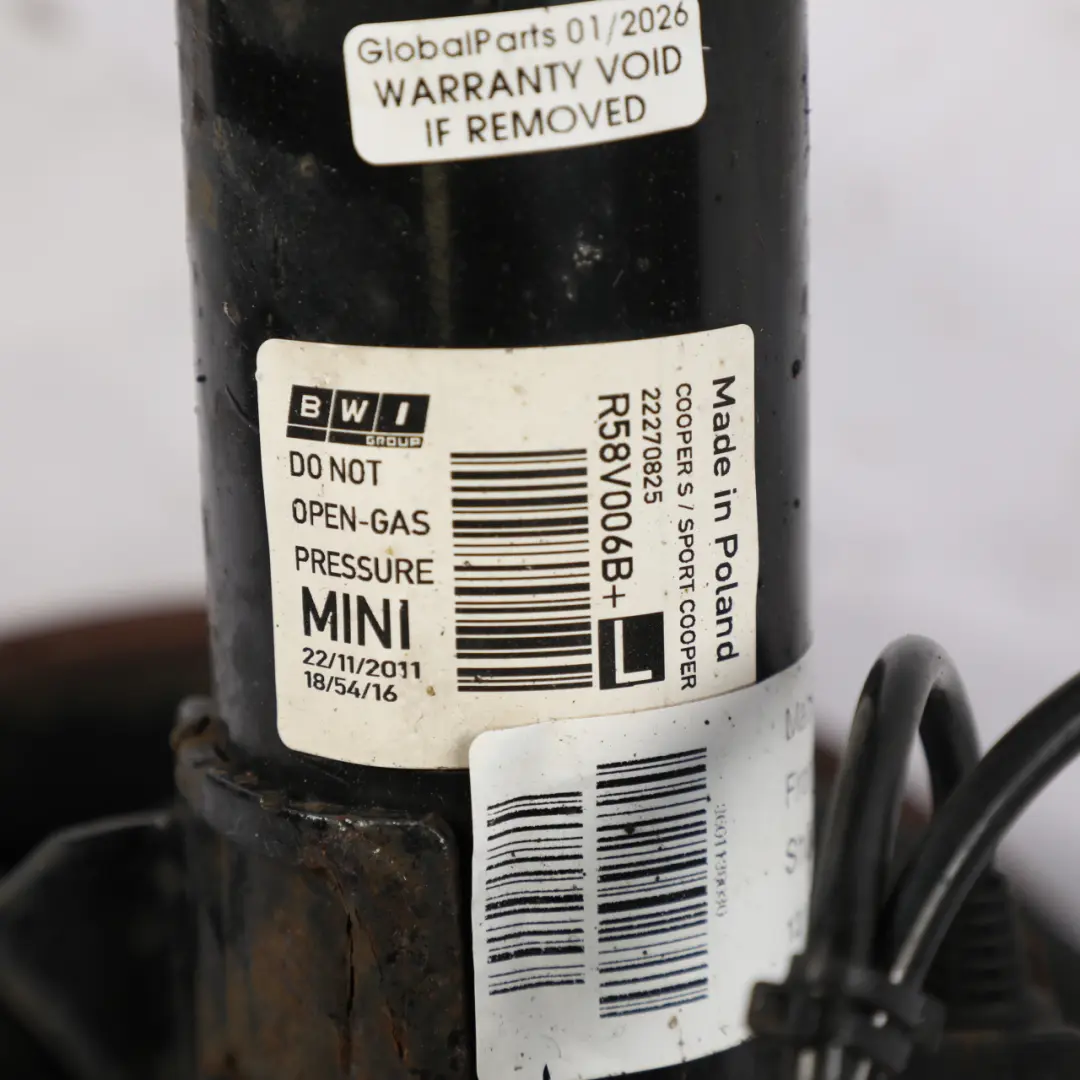 GlobalParts 01/2026
WARRANTY VOID
IF REMOVED
BWI
GROUP
DO NOT
OPEN-GAS
PRESSURE
MINI
22/11/2011
18/54/16
Made in Poland
COOPER S / SPORT COOPER
22270825
R58V006B+
L